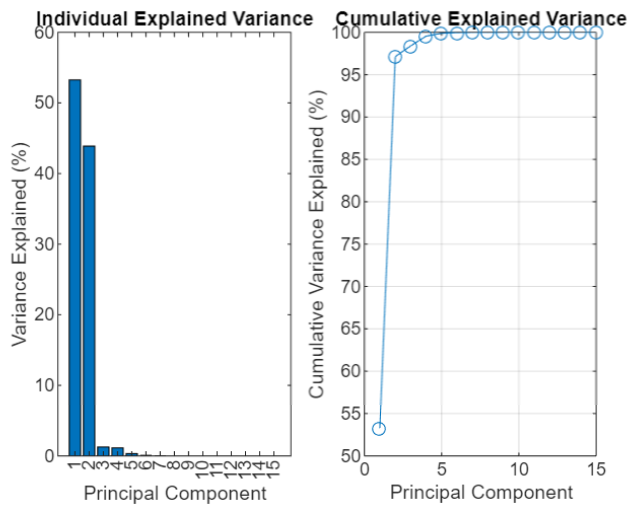 Individual Explained Variance
60
50
40
30
20
10
0
Variance Explained (%)
1 2 3 4 5 6 7 8 9 10 11 12 13 14 15
Principal Component
Cumulative Explained Variance
100
95
90
85
80
75
70
65
60
55
50
Cumulative Variance Explained (%)
0 5 10 15
Principal Component